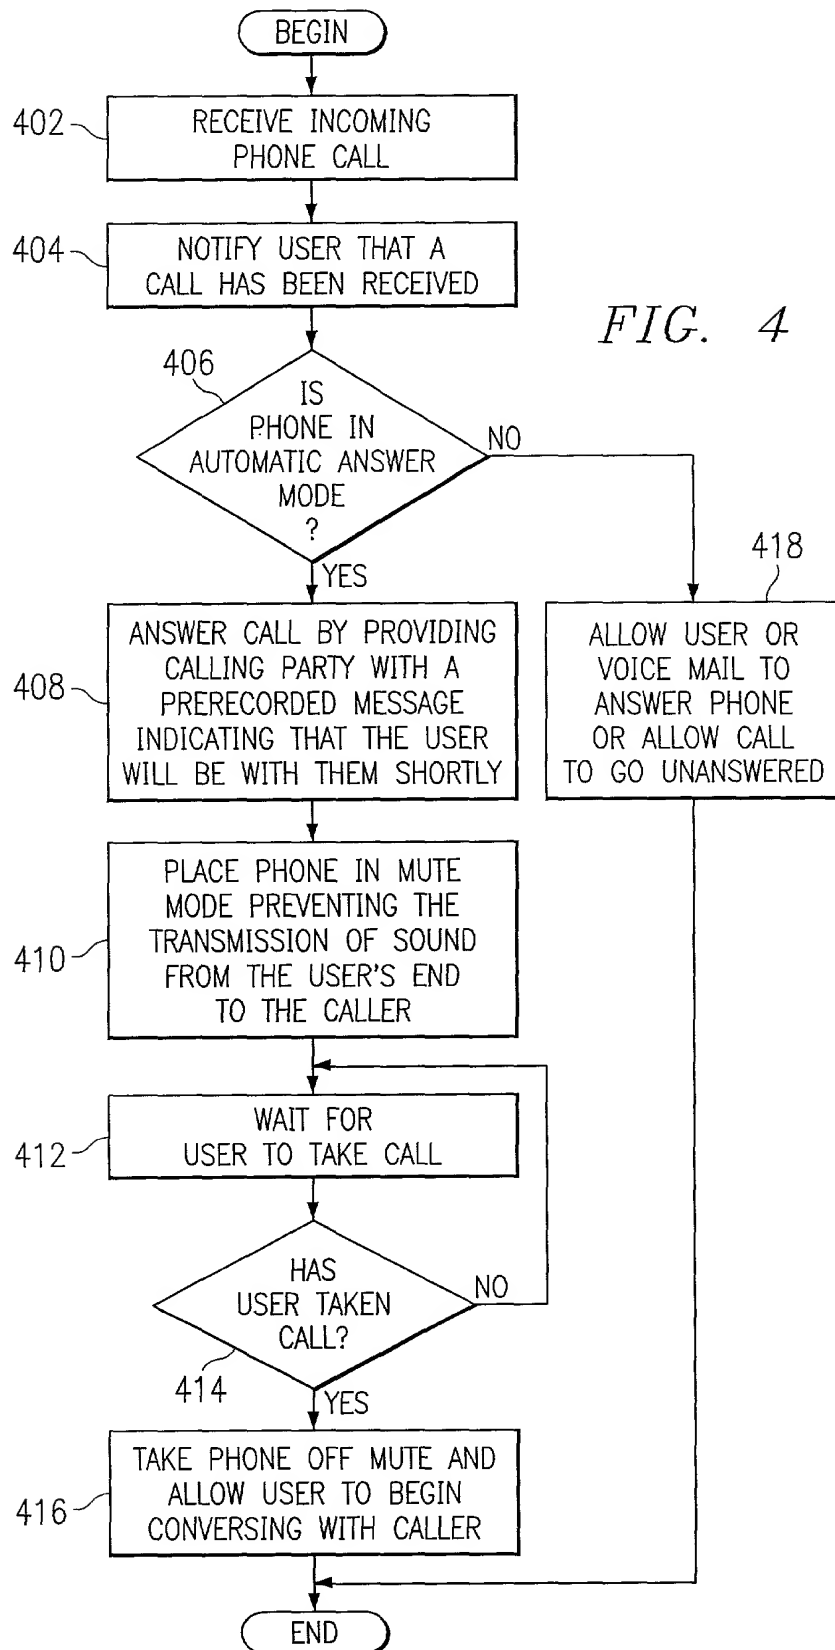 BEGIN
402
RECEIVE INCOMING
PHONE CALL
404
NOTIFY USER THAT A
CALL HAS BEEN RECEIVED
FIG. 4
406
IS
PHONE IN
AUTOMATIC ANSWER
MODE
?
NO
YES
418
408
ANSWER CALL BY PROVIDING
CALLING PARTY WITH A
PRERECORDED MESSAGE
INDICATING THAT THE USER
WILL BE WITH THEM SHORTLY
ALLOW USER OR
VOICE MAIL TO
ANSWER PHONE
OR ALLOW CALL
TO GO UNANSWERED
410
PLACE PHONE IN MUTE
MODE PREVENTING THE
TRANSMISSION OF SOUND
FROM THE USER'S END
TO THE CALLER
412
WAIT FOR
USER TO TAKE CALL
HAS
USER TAKEN
CALL?
NO
414
YES
416
TAKE PHONE OFF MUTE AND
ALLOW USER TO BEGIN
CONVERSING WITH CALLER
END